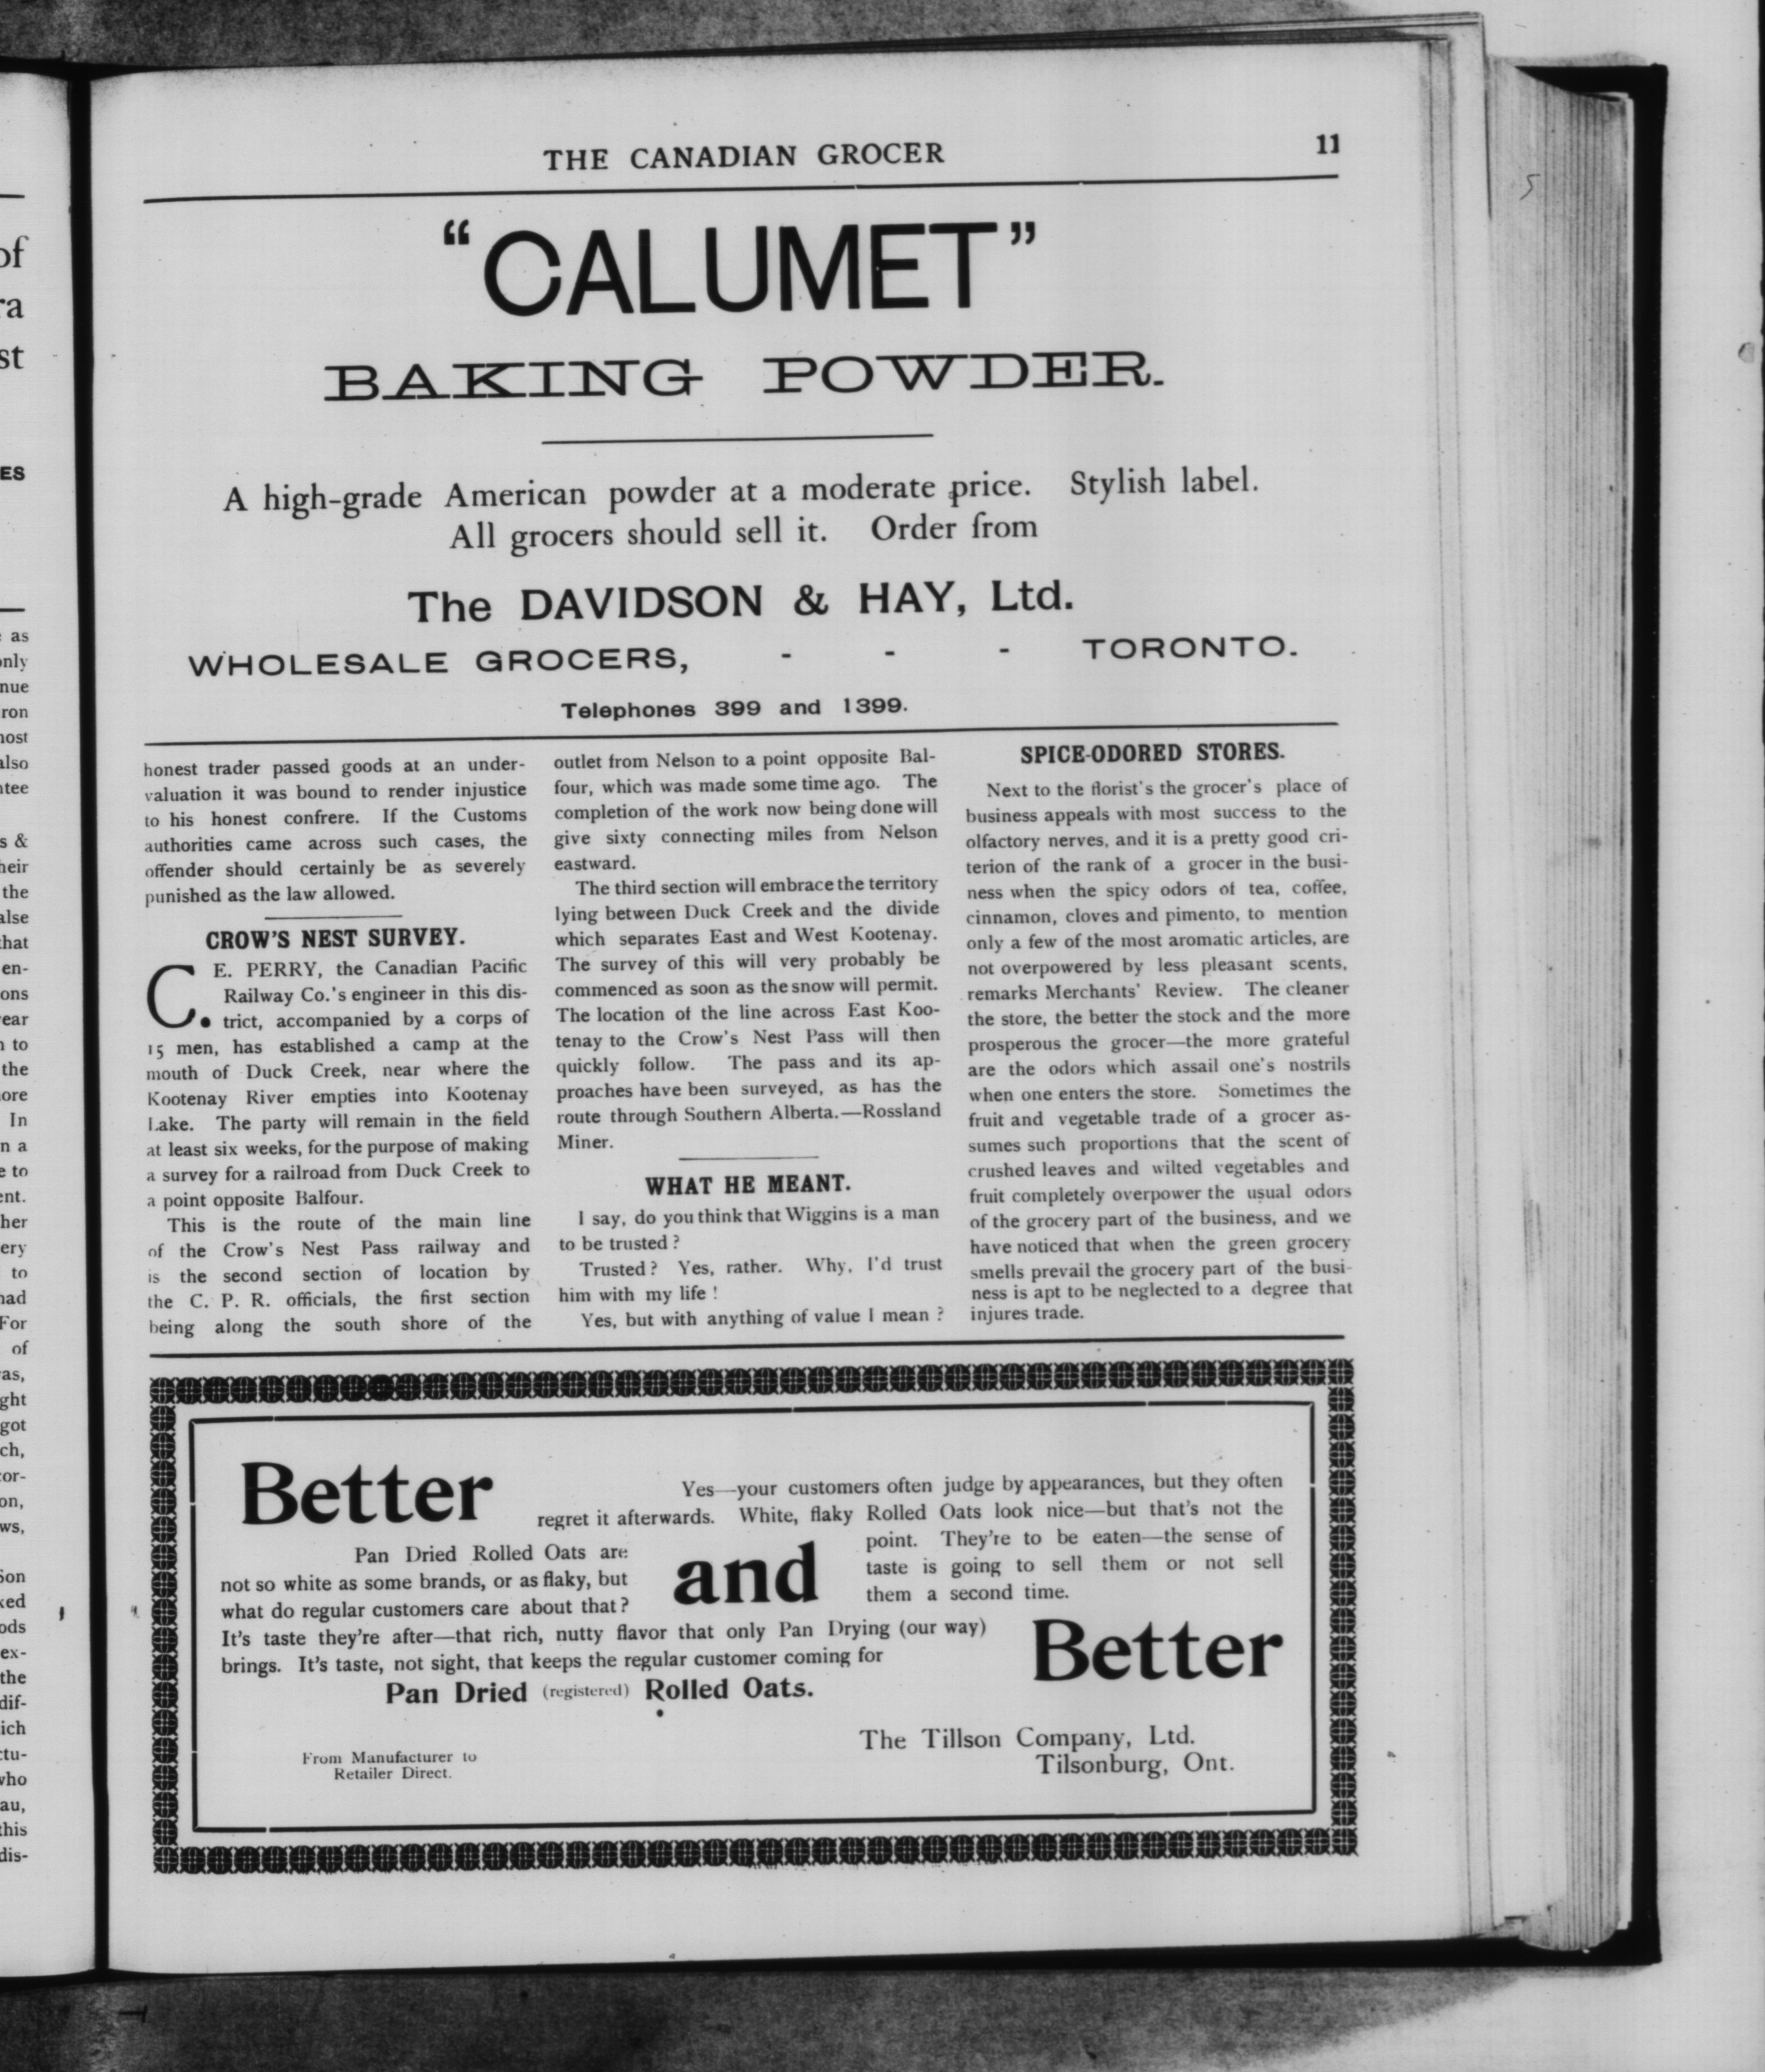 THE CANADIAN GROCER 11
"CALUMET"
BAKING POWDER.
A high-grade American powder at a moderate price. Stylish label.
All grocers should sell it. Order from
The DAVIDSON & HAY, Ltd.
WHOLESALE GROCERS, - - - TORONTO.
Telephones 399 and 1399.
honest trader passed goods at an under-
valuation it was bound to render injustice
to his honest confrere. If the Customs
authorities came across such cases, the
offender should certainly be as severely
punished as the law allowed.
CROW'S NEST SURVEY.
C. E. PERRY, the Canadian Pacific
Railway Co.'s engineer in this dis-
trict, accompanied by a corps of
15 men, has established a camp at the
mouth of Duck Creek, near where the
Kootenay River empties into Kootenay
Lake. The party will remain in the field
at least six weeks, for the purpose of making
a survey for a railroad from Duck Creek to
a point opposite Balfour.
This is the route of the main line
of the Crow's Nest Pass railway and
is the second section of location by
the C. P. R. officials, the first section
being along the south shore of the
outlet from Nelson to a point opposite Bal-
four, which was made some time ago. The
completion of the work now being done will
give sixty connecting miles from Nelson
eastward.
The third section will embrace the territory
lying between Duck Creek and the divide
which separates East and West Kootenay.
The survey of this will very probably be
commenced as soon as the snow will permit.
The location of the line across East Koo-
tenay to the Crow's Nest Pass will then
quickly follow. The pass and its ap-
proaches have been surveyed, as has the
route through Southern Alberta.—Rossland
Miner.
WHAT HE MEANT.
I say, do you think that Wiggins is a man
to be trusted ?
Trusted ? Yes, rather. Why, I'd trust
him with my life !
Yes, but with anything of value I mean ?
SPICE-ODORED STORES.
Next to the florist's the grocer's place of
business appeals with most success to the
olfactory nerves, and it is a pretty good cri-
terion of the rank of a grocer in the busi-
ness when the spicy odors of tea, coffee,
cinnamon, cloves and pimento, to mention
only a few of the most aromatic articles, are
not overpowered by less pleasant scents,
remarks Merchants' Review. The cleaner
the store, the better the stock and the more
prosperous the grocer—the more grateful
are the odors which assail one's nostrils
when one enters the store. Sometimes the
fruit and vegetable trade of a grocer as-
sumes such proportions that the scent of
crushed leaves and wilted vegetables and
fruit completely overpower the usual odors
of the grocery part of the business, and we
have noticed that when the green grocery
smells prevail the grocery part of the busi-
ness is apt to be neglected to a degree that
injures trade.
Better
Yes—your customers often judge by appearances, but they often
regret it afterwards. White, flaky Rolled Oats look nice—but that's not the
point. They're to be eaten—the sense of
taste is going to sell them or not sell
them a second time.
and
Pan Dried Rolled Oats are
not so white as some brands, or as flaky, but
what do regular customers care about that ?
It's taste they're after—that rich, nutty flavor that only Pan Drying (our way)
brings. It's taste, not sight, that keeps the regular customer coming for
Better
Pan Dried (registered) Rolled Oats.
The Tillson Company, Ltd.
Tilsonburg, Ont.
From Manufacturer to
Retailer Direct.